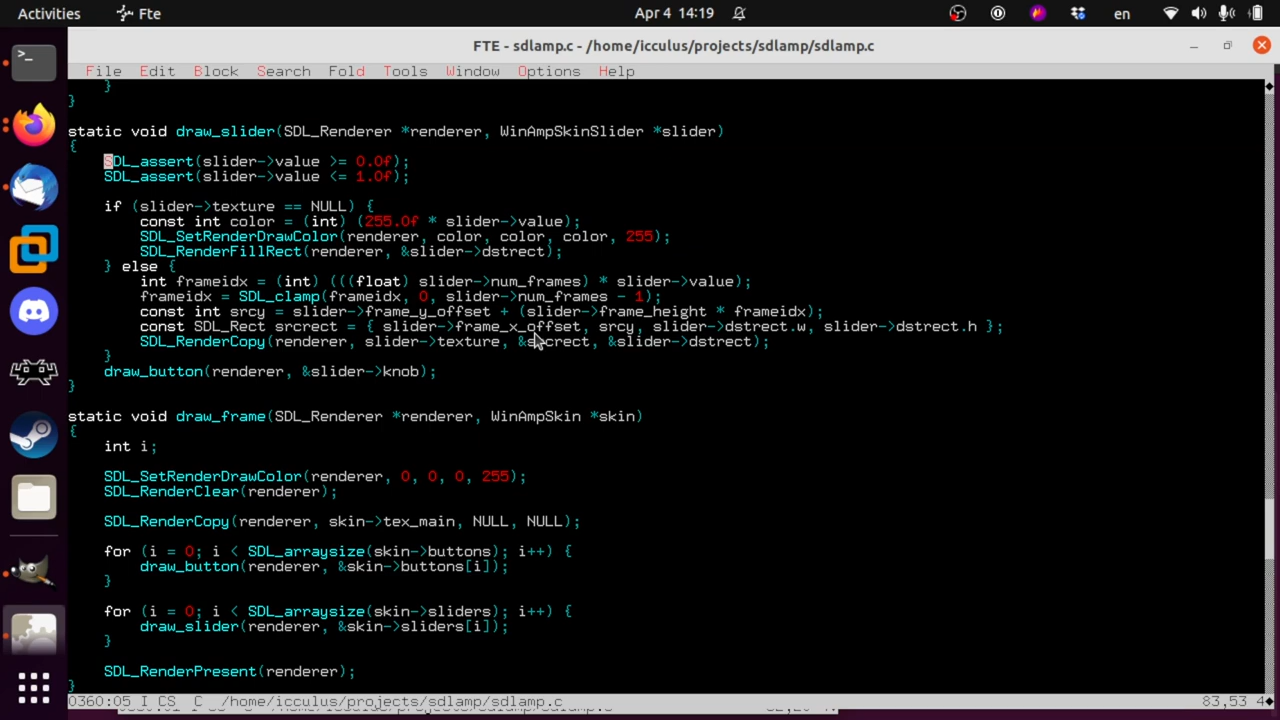 Activities Fte Apr 4 14:19 en
FTE - sdlamp.c - /home/icculus/projects/sdlamp/sdlamp.c
File Edit Block Search Fold Tools Window Options Help
}
}
static void draw_slider(SDL_Renderer *renderer, WinAmpSkinSlider *slider)
{
SDL_assert(slider->value >= 0.0f);
SDL_assert(slider->value <= 1.0f);
if (slider->texture == NULL) {
const int color = (int) (255.0f * slider->value);
SDL_SetRenderDrawColor(renderer, color, color, color, 255);
SDL_RenderFillRect(renderer, &slider->dstrect);
} else {
int frameidx = (int) (((float) slider->num_frames) * slider->value);
frameidx = SDL_clamp(frameidx, 0, slider->num_frames - 1);
const int srcy = slider->frame_y_offset + (slider->frame_height * frameidx);
const SDL_Rect srcrect = { slider->frame_x_offset, srcy, slider->dstrect.w, slider->dstrect.h };
SDL_RenderCopy(renderer, slider->texture, &srcrect, &slider->dstrect);
}
draw_button(renderer, &slider->knob);
}
static void draw_frame(SDL_Renderer *renderer, WinAmpSkin *skin)
{
int i;
SDL_SetRenderDrawColor(renderer, 0, 0, 0, 255);
SDL_RenderClear(renderer);
SDL_RenderCopy(renderer, skin->tex_main, NULL, NULL);
for (i = 0; i < SDL_arraysize(skin->buttons); i++) {
draw_button(renderer, &skin->buttons[i]);
}
for (i = 0; i < SDL_arraysize(skin->sliders); i++) {
draw_slider(renderer, &skin->sliders[i]);
}
SDL_RenderPresent(renderer);
}
0360:05 I CS C /home/icculus/projects/sdlamp/sdlamp.c 83,53 4